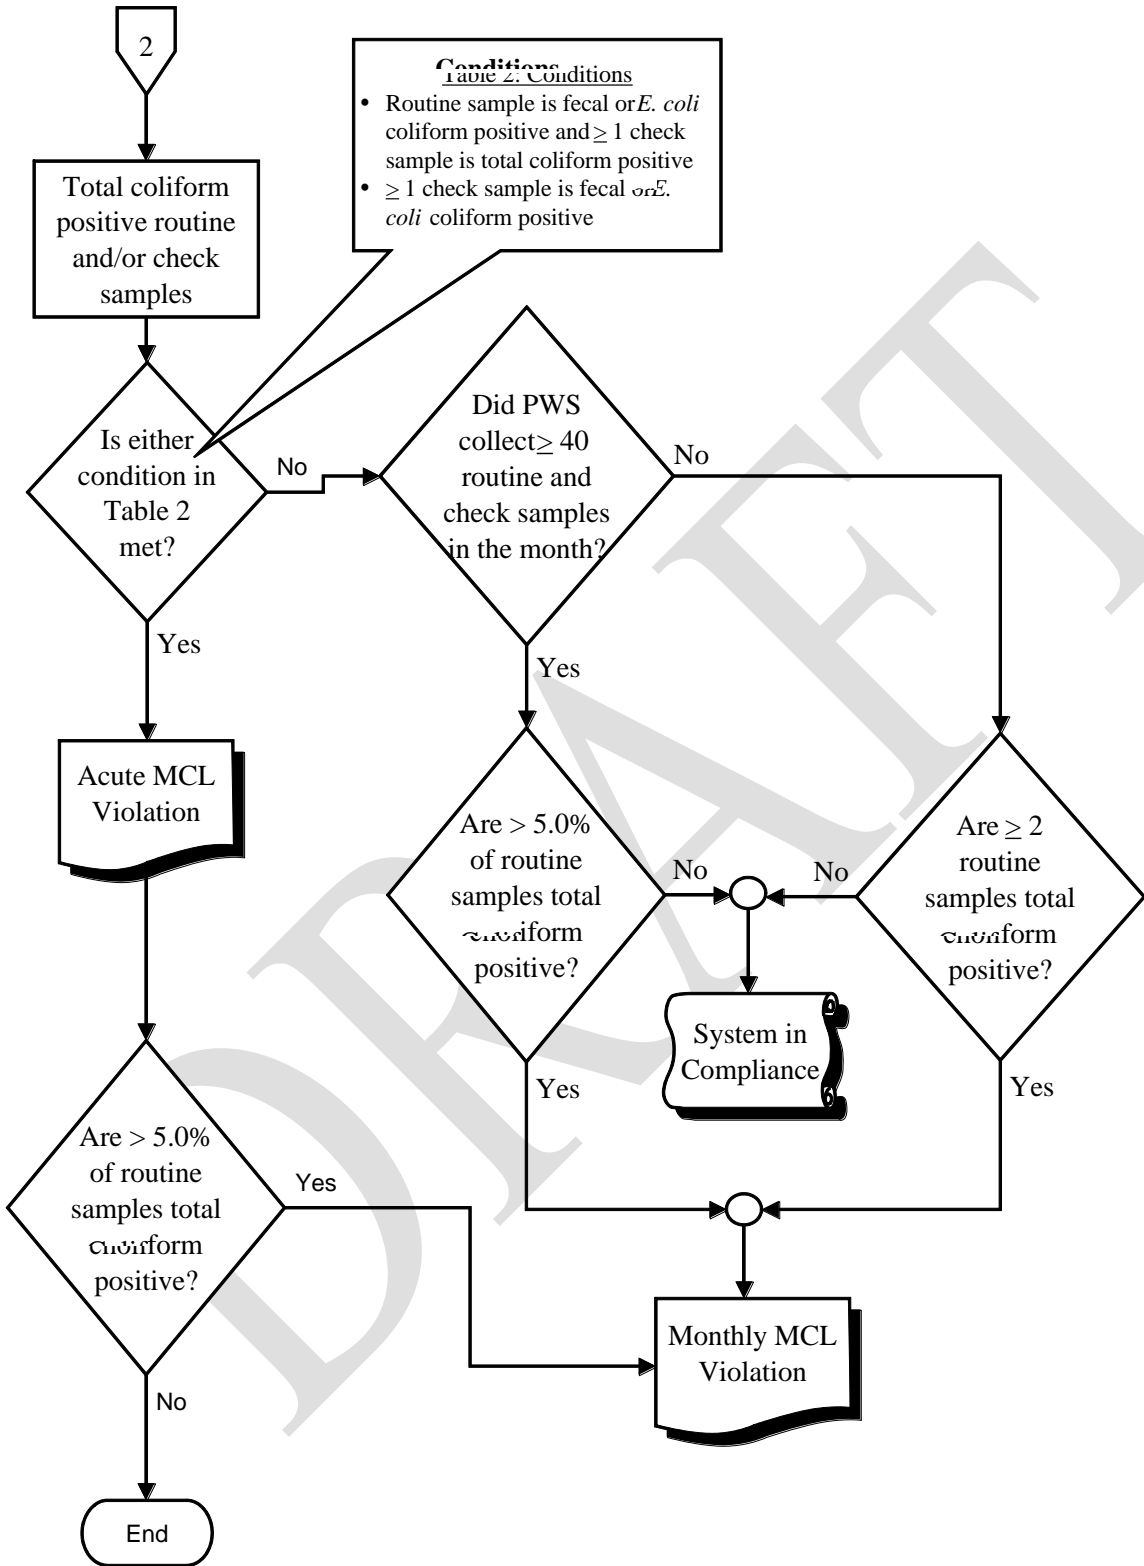 2
Table 2: Conditions
• Routine sample is fecal or E. coli
coliform positive and ≥ 1 check
sample is total coliform positive
• ≥ 1 check sample is fecal or E.
coli coliform positive
Total coliform
positive routine
and/or check
samples
Is either
condition in
Table 2
met?
No
Yes
Did PWS
collect ≥ 40
routine and
check samples
in the month?
No
Yes
Acute MCL
Violation
Are > 5.0%
of routine
samples total
positive?
No
Yes
Are ≥ 2
routine
samples total
positive?
No
Yes
System in
Compliance
Are > 5.0%
of routine
samples total
positive?
Yes
No
Monthly MCL
Violation
End
DRAFT